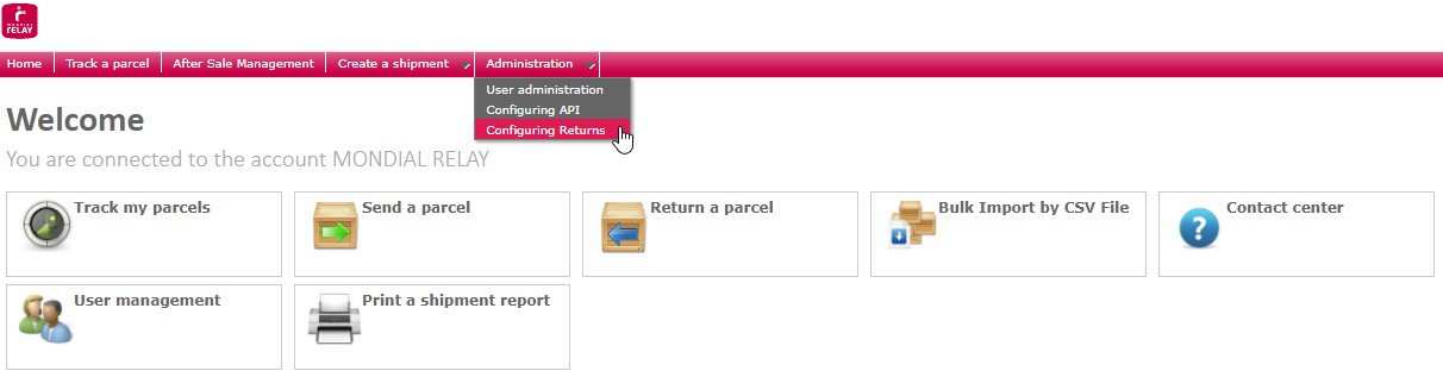 MONDIAL
RELAY
Home Track a parcel After Sale Management Create a shipment Administration
User administration
Configuring API
Configuring Returns
Welcome
You are connected to the account MONDIAL RELAY
Track my parcels Send a parcel Return a parcel Bulk Import by CSV File Contact center
User management Print a shipment report